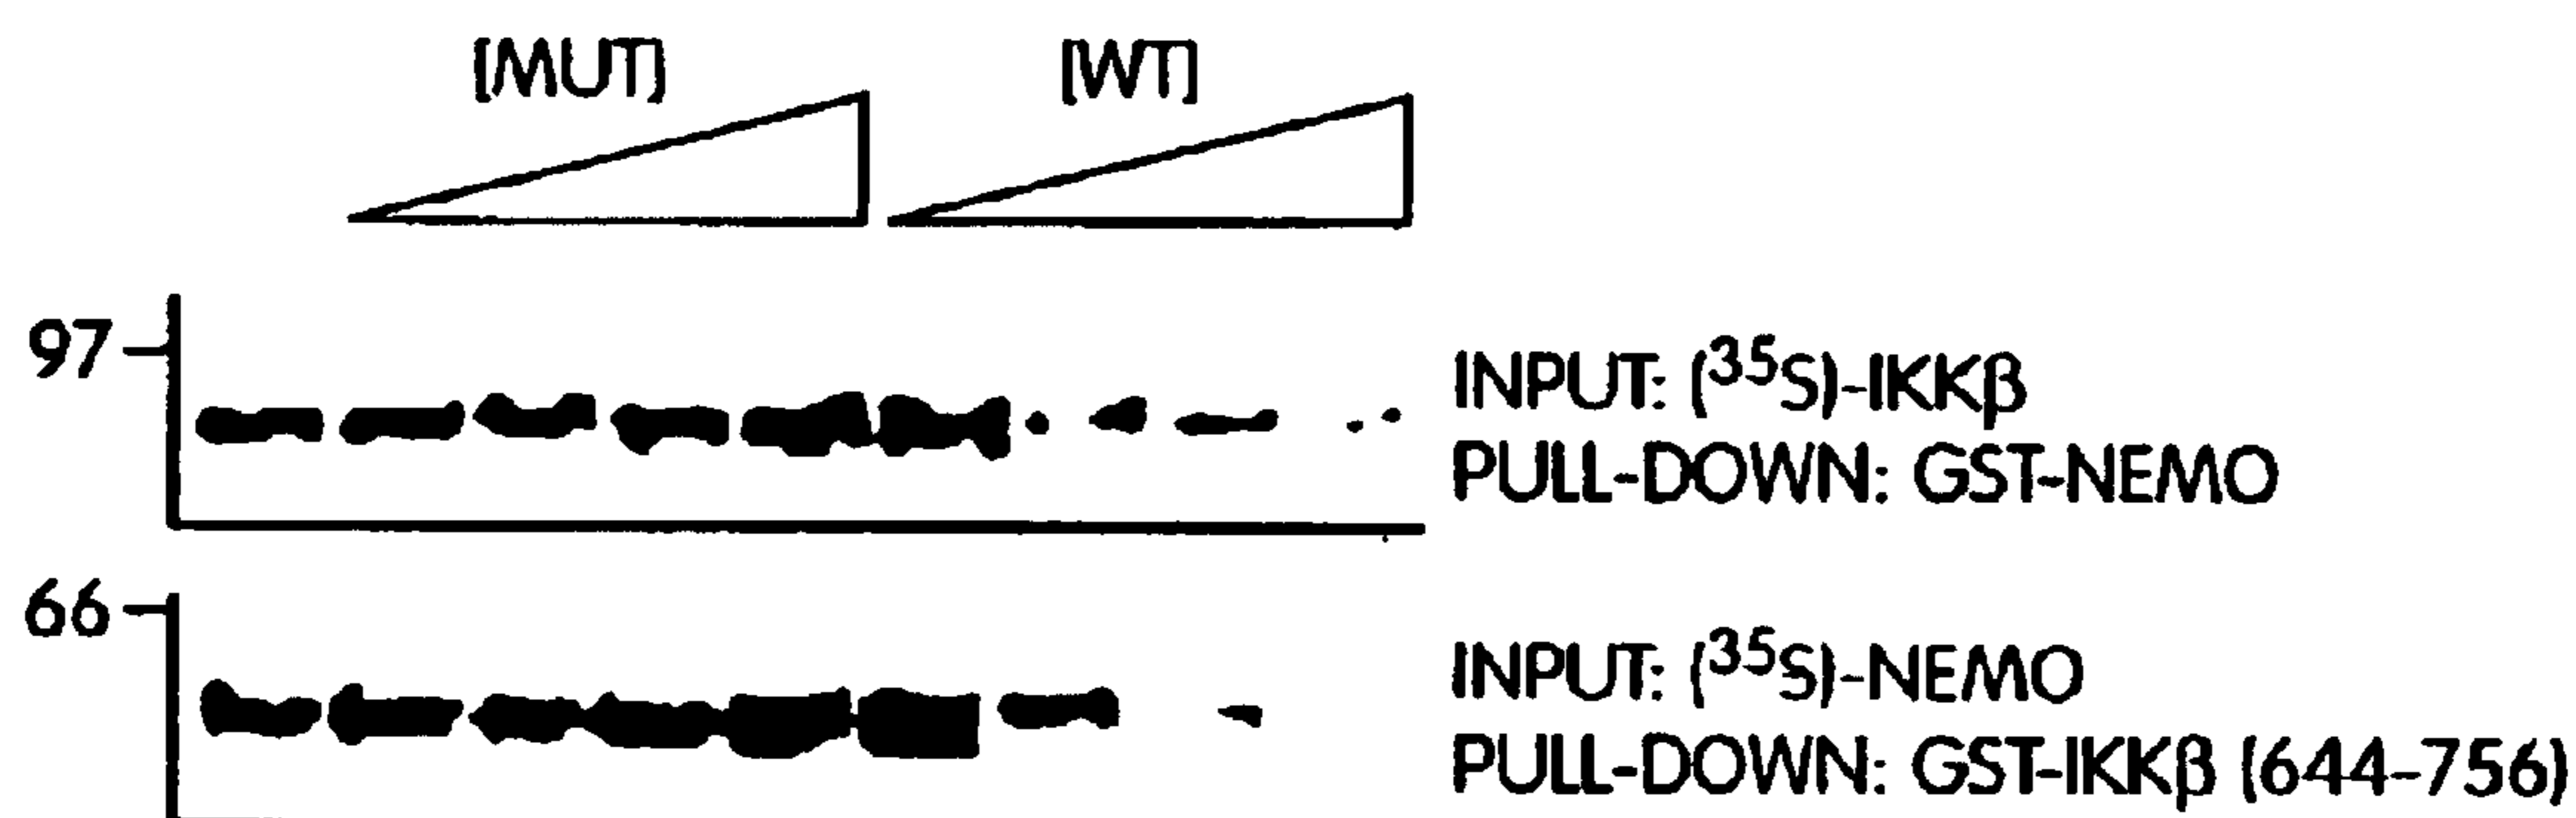 [MUT] [WT]
97
INPUT: (³⁵S)-IKKβ
PULL-DOWN: GST-NEMO
66
INPUT: (³⁵S)-NEMO
PULL-DOWN: GST-IKKβ (644-756)